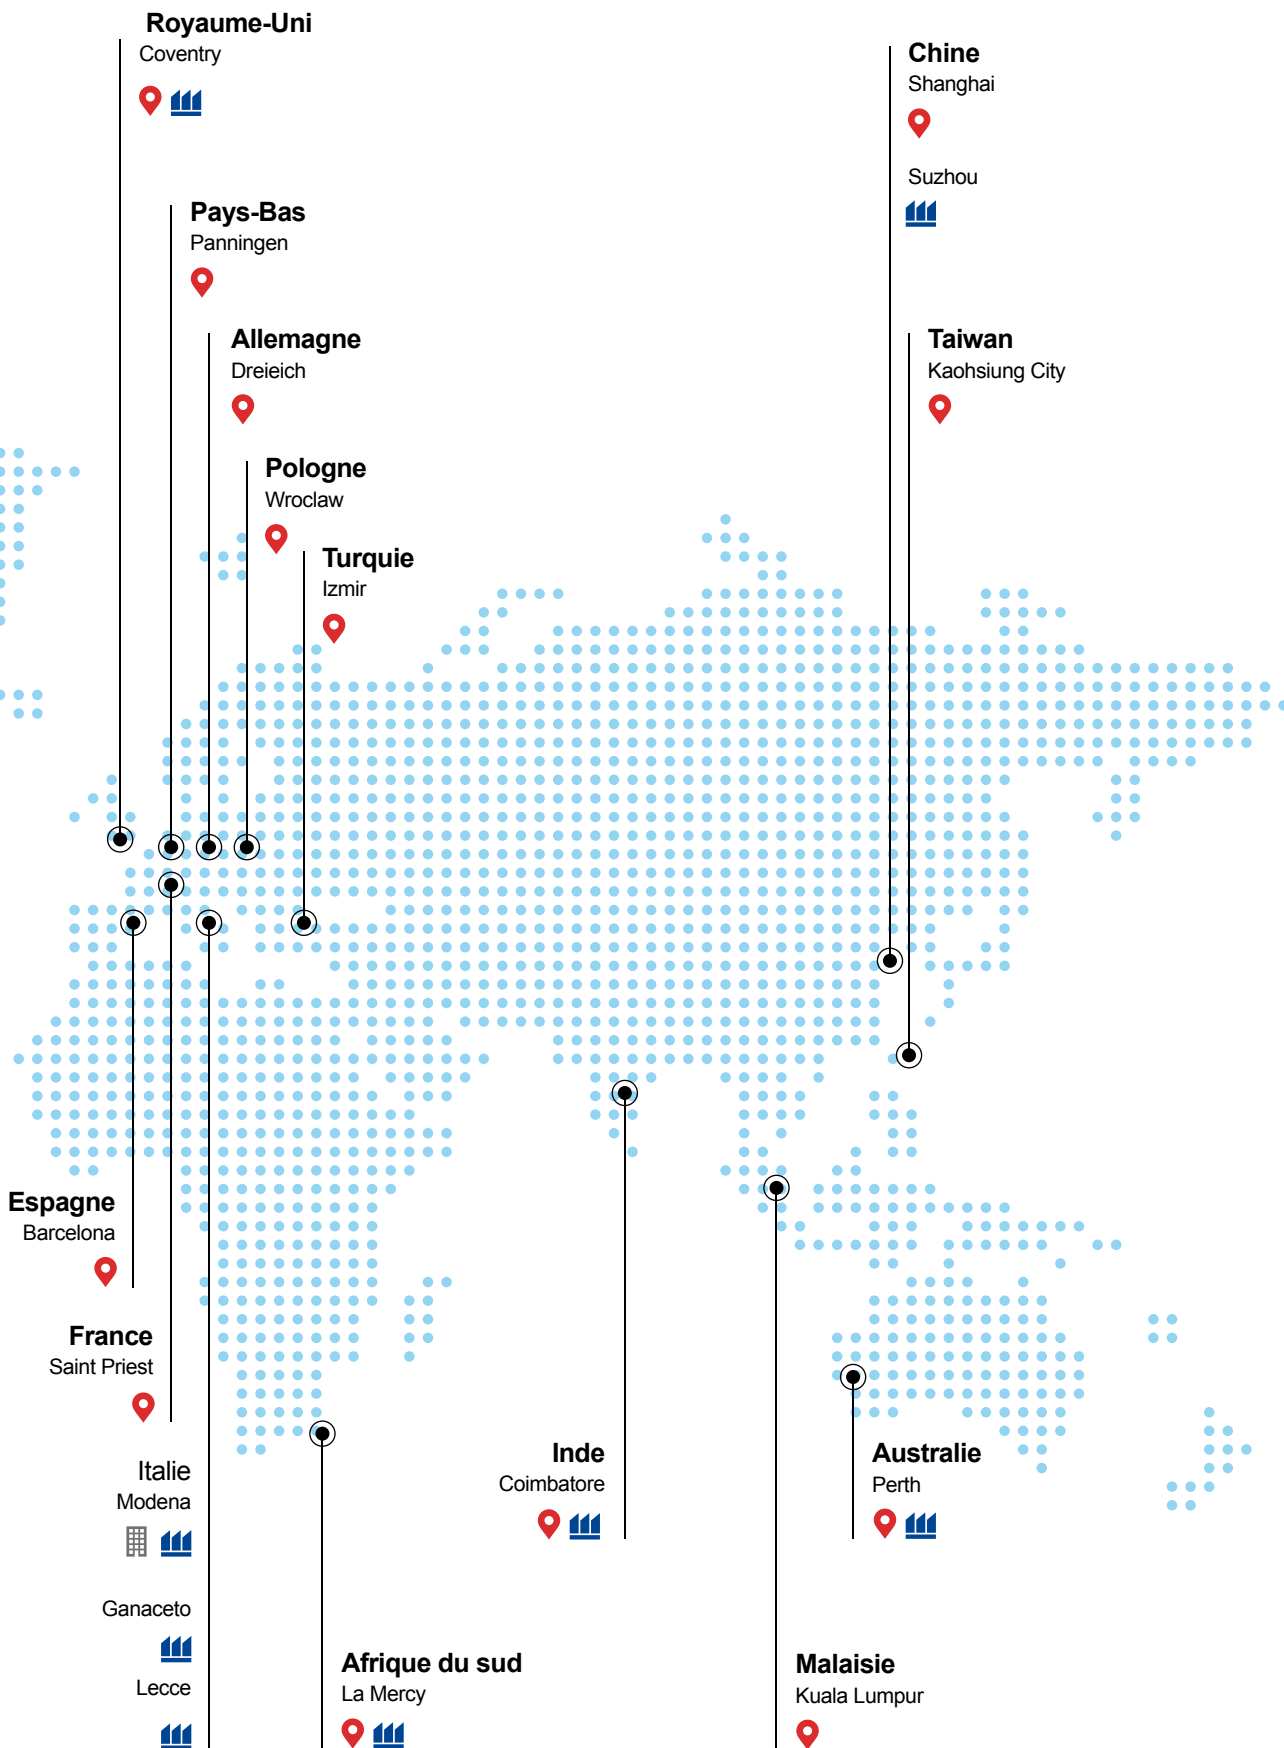 Royaume-Uni
Coventry
Chine
Shanghai
Suzhou
Pays-Bas
Panningen
Allemagne
Dreieich
Taiwan
Kaohsiung City
Pologne
Wroclaw
Turquie
Izmir
Espagne
Barcelona
France
Saint Priest
Italie
Modena
Ganaceto
Lecce
Inde
Coimbatore
Australie
Perth
Afrique du sud
La Mercy
Malaisie
Kuala Lumpur